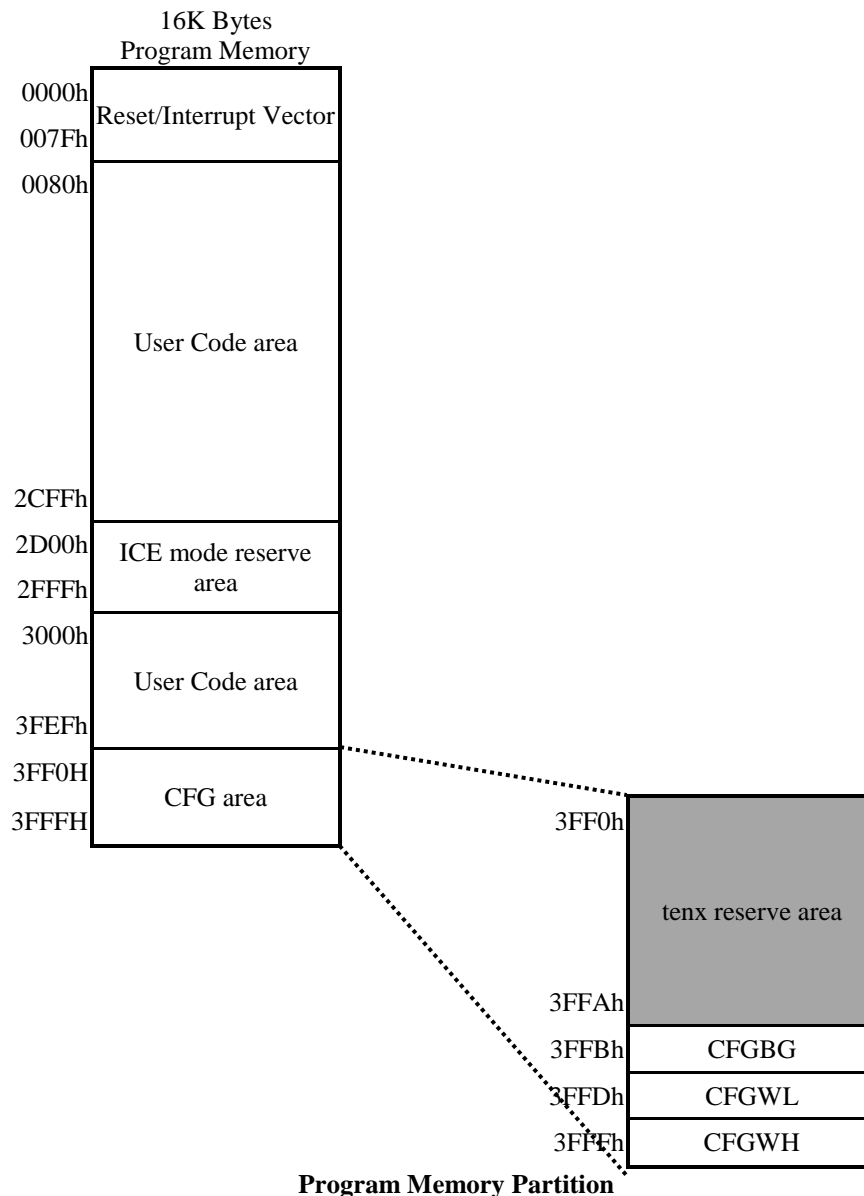 16K Bytes
Program Memory
0000h
Reset/Interrupt Vector
007Fh
0080h
User Code area
2CFFh
2D00h
ICE mode reserve
area
2FFFh
3000h
User Code area
3FEFh
3FF0H
CFG area
3FFFH
3FF0h
tenx reserve area
3FFAh
3FFBh CFGBG
3FFDh CFGWL
3FFFh CFGWH
Program Memory Partition